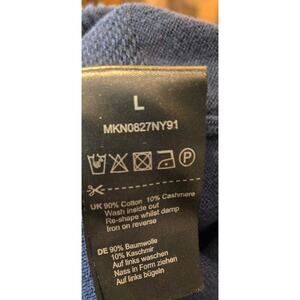 L
MKN0827NY91
P
UK 90% Cotton 10% Cashmere
Wash inside out
Re-shape whilst damp
Iron on reverse
DE 90% Baumwolle
10% Kaschmir
Auf links waschen
Nass in Form ziehen
Auf links bügeln